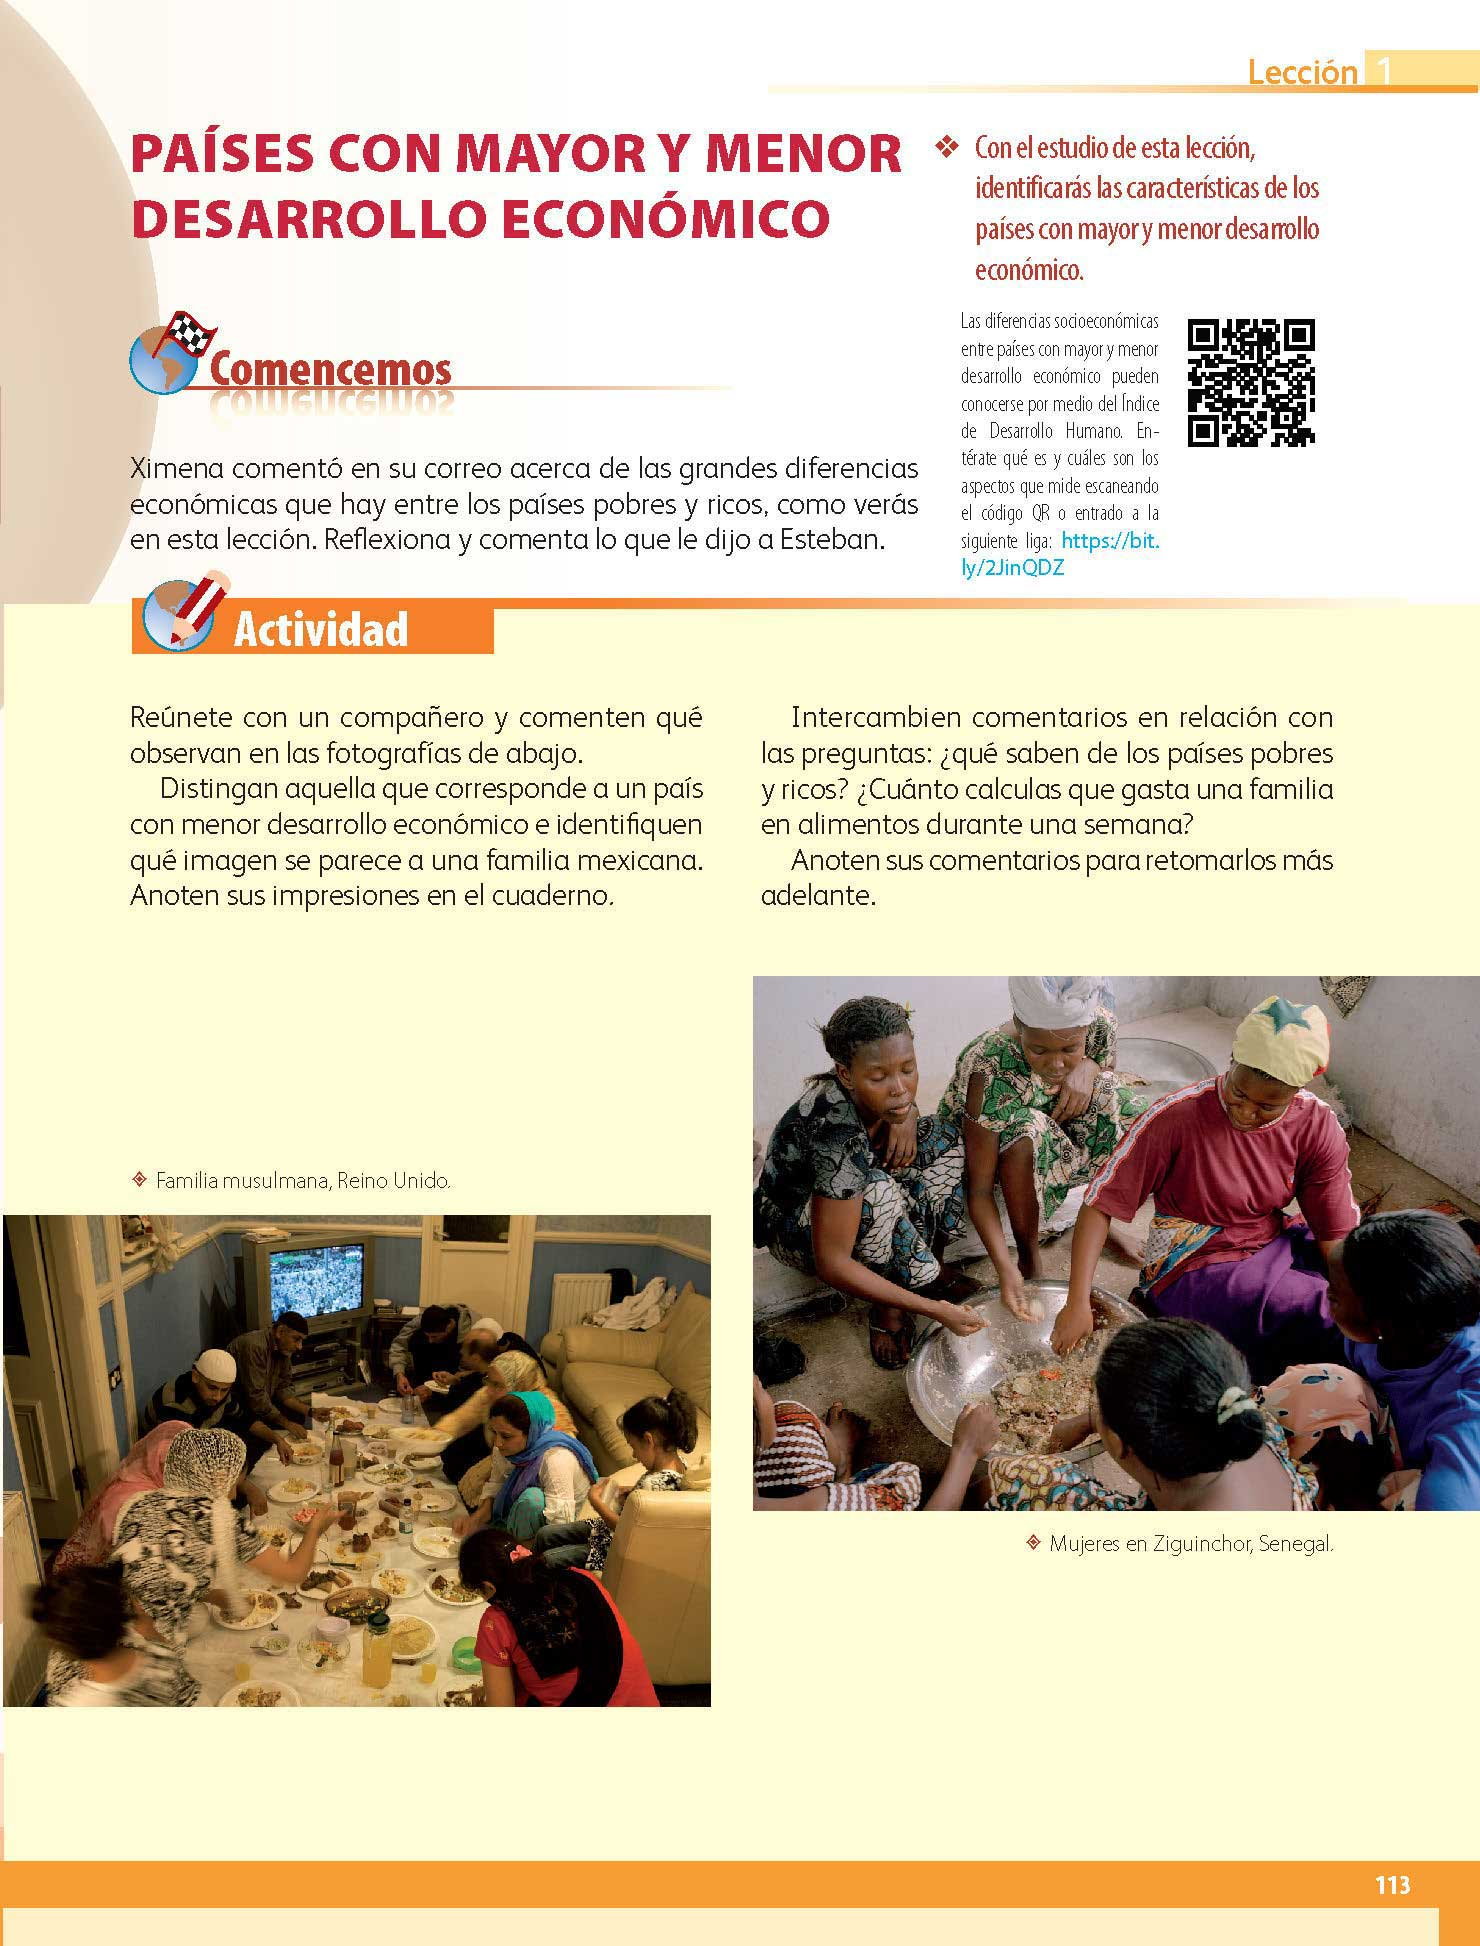 Lección 1
PAÍSES CON MAYOR Y MENOR
DESARROLLO ECONÓMICO
Con el estudio de esta lección,
identificarás las características de los
países con mayor y menor desarrollo
económico.
Comencemos
Ximena comentó en su correo acerca de las grandes diferencias
económicas que hay entre los países pobres y ricos, como verás
en esta lección. Reflexiona y comenta lo que le dijo a Esteban.
Las diferencias socioeconómicas
entre países con mayor y menor
desarrollo económico pueden
conocerse por medio del Índice
de Desarrollo Humano. En-
térate qué es y cuáles son los
aspectos que mide escaneando
el código QR o entrado a la
siguiente liga: https://bit.
ly/2JinQDZ
Actividad
Reúnete con un compañero y comenten qué
observan en las fotografías de abajo.
Distingan aquella que corresponde a un país
con menor desarrollo económico e identifiquen
qué imagen se parece a una familia mexicana.
Anoten sus impresiones en el cuaderno.
Intercambien comentarios en relación con
las preguntas: ¿qué saben de los países pobres
y ricos? ¿Cuánto calculas que gasta una familia
en alimentos durante una semana?
Anoten sus comentarios para retomarlos más
adelante.
Familia musulmana, Reino Unido.
Mujeres en Ziguinchor, Senegal.
113